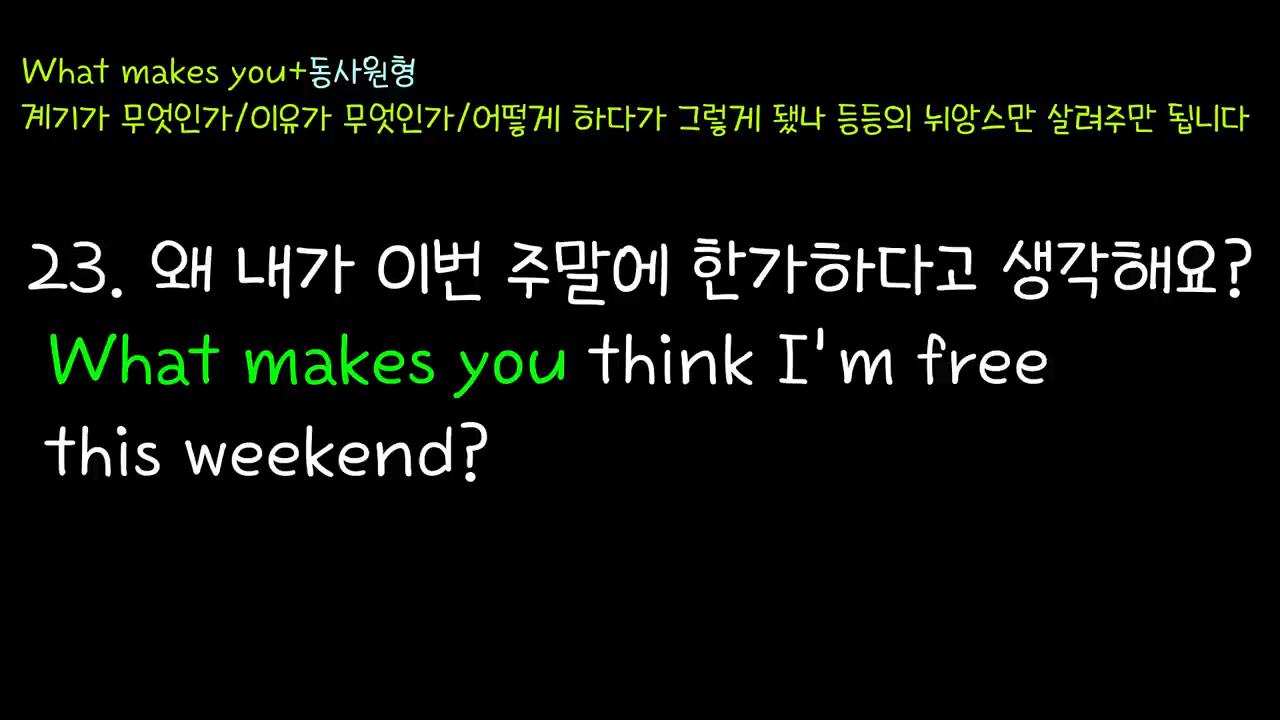 What makes you+동사원형
계기가 무엇인가/이유가 무엇인가/어떻게 하다가 그렇게 됐나 등등의 뉘앙스만 살려주만 됩니다
23. 왜 내가 이번 주말에 한가하다고 생각해요?
What makes you think I'm free
this weekend?